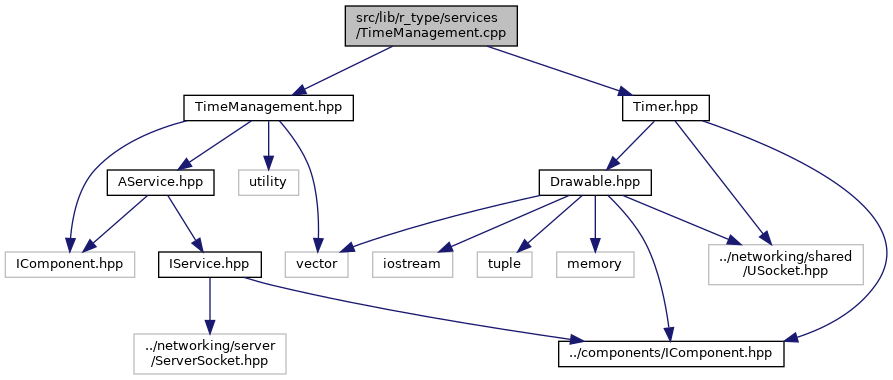 src/lib/r_type/services
/TimeManagement.cpp
TimeManagement.hpp
Timer.hpp
AService.hpp
utility
Drawable.hpp
IComponent.hpp
IService.hpp
vector
iostream
tuple
memory
../networking/shared
/USocket.hpp
../networking/server
/ServerSocket.hpp
../components/IComponent.hpp